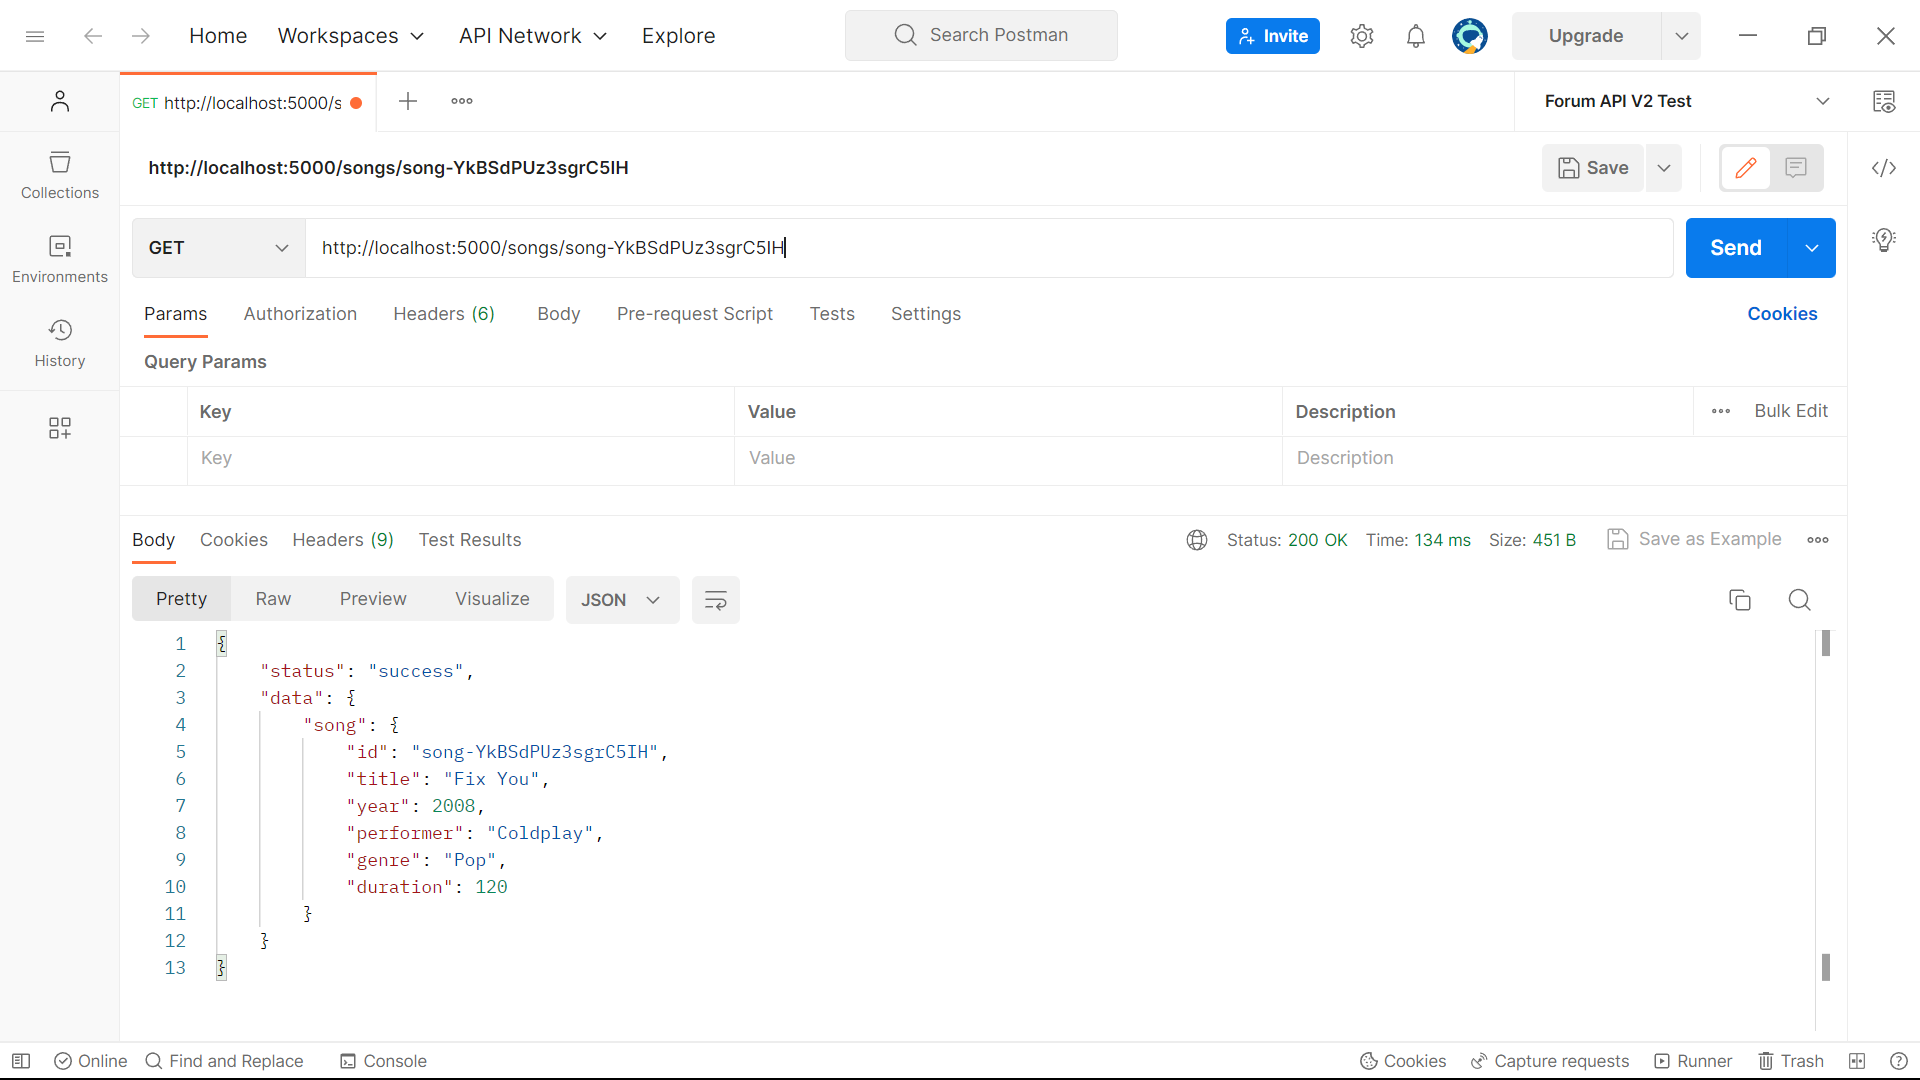 Home Workspaces API Network Explore Search Postman Invite Upgrade
GET http://localhost:5000/s Forum API V2 Test
http://localhost:5000/songs/song-YkBSdPUz3sgrC5IH Save
GET http://localhost:5000/songs/song-YkBSdPUz3sgrC5IH Send
Collections
Environments
History
Params Authorization Headers (6) Body Pre-request Script Tests Settings Cookies
Query Params
Key Value Description Bulk Edit
Key Value Description
Body Cookies Headers (9) Test Results Status: 200 OK Time: 134 ms Size: 451 B Save as Example
Pretty Raw Preview Visualize JSON
1 {
2 "status": "success",
3 "data": {
4 "song": {
5 "id": "song-YkBSdPUz3sgrC5IH",
6 "title": "Fix You",
7 "year": 2008,
8 "performer": "Coldplay",
9 "genre": "Pop",
10 "duration": 120
11 }
12 }
13 }
Online Find and Replace Console Cookies Capture requests Runner Trash